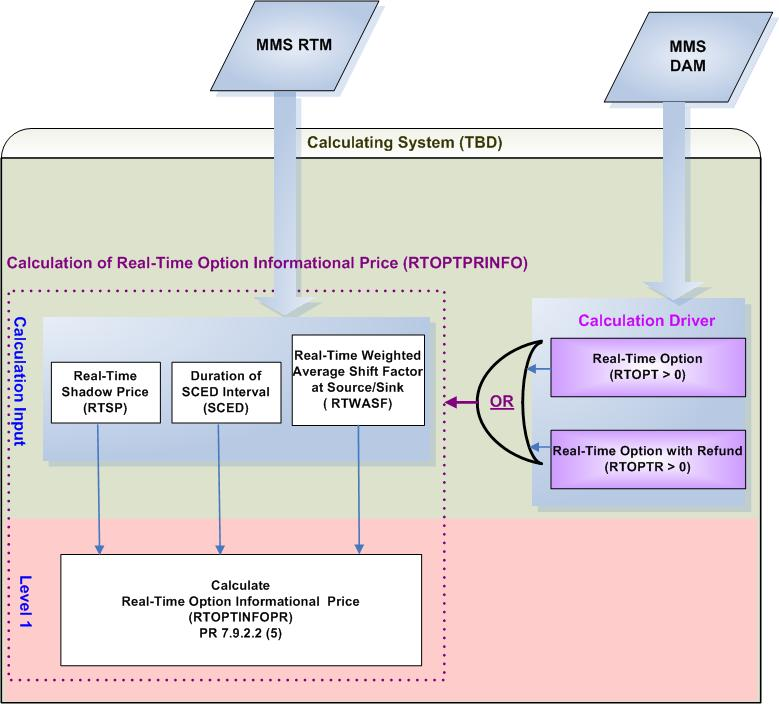 MMS RTM
MMS
DAM
Calculating System (TBD)
Calculation of Real-Time Option Informational Price (RTOPTPRINFO)
Calculation Input
Real-Time
Shadow Price
(RTSP)
Duration of
SCED Interval
(SCED)
Real-Time Weighted
Average Shift Factor
at Source/Sink
( RTWASF)
OR
Calculation Driver
Real-Time Option
(RTOPT > 0)
Real-Time Option with Refund
(RTOPTR > 0)
Level 1
Calculate
Real-Time Option Informational Price
(RTOPTINFOPR)
PR 7.9.2.2 (5)